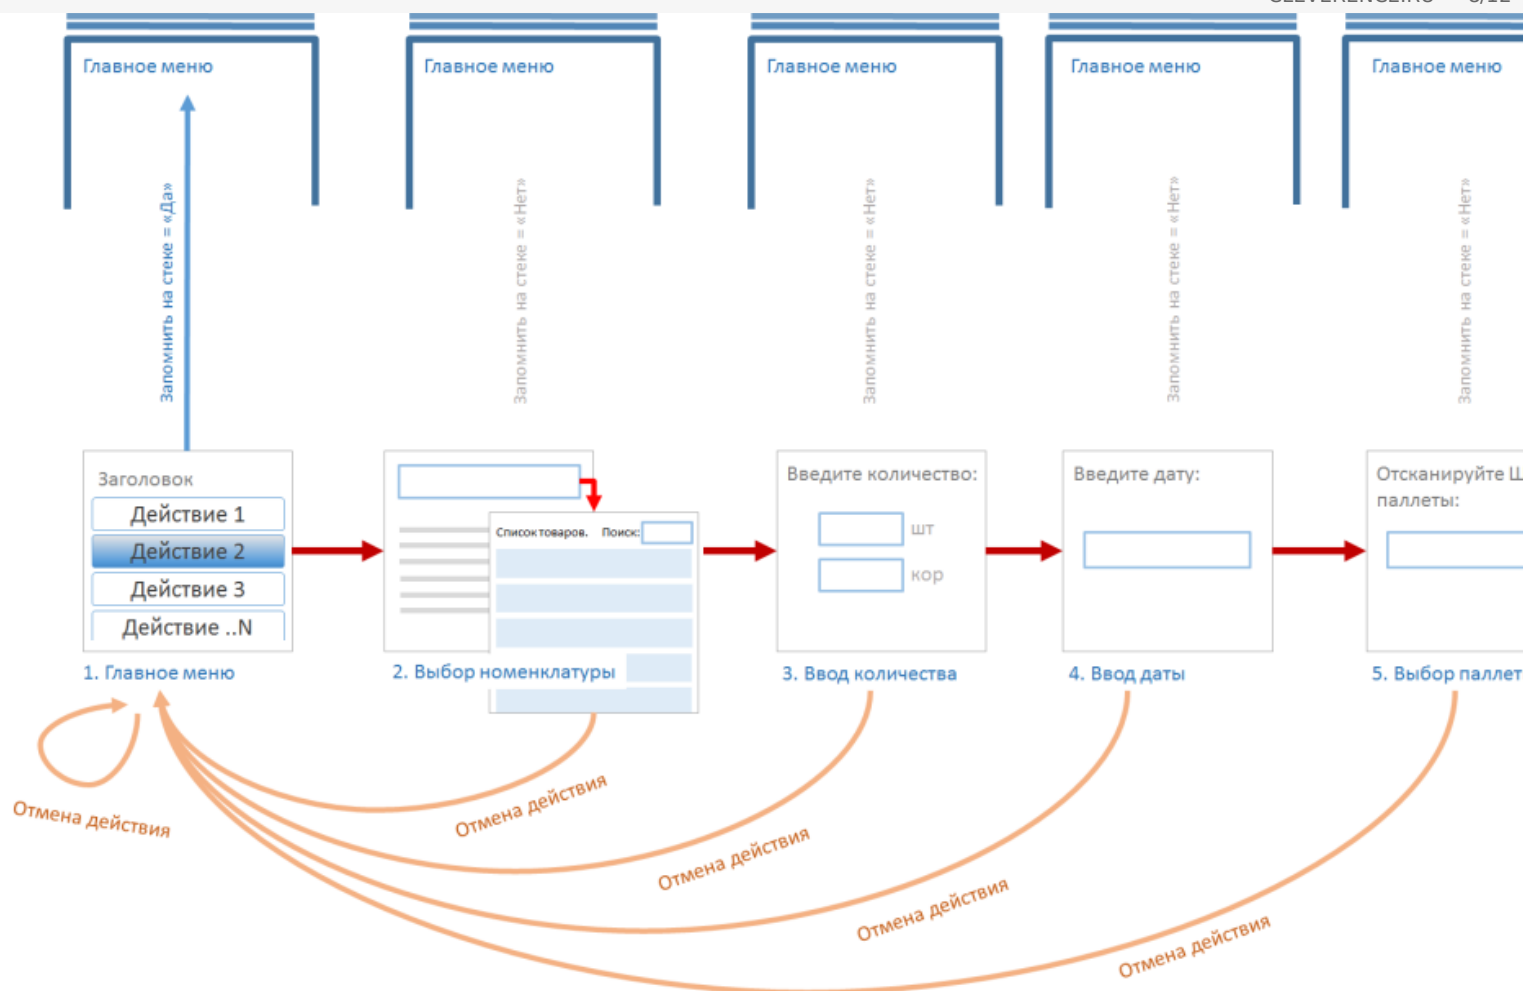 Главное меню
Главное меню
Главное меню
Главное меню
Главное меню
Запомнить на стеке = «Да»
Запомнить на стеке = «Нет»
Запомнить на стеке = «Нет»
Запомнить на стеке = «Нет»
Запомнить на стеке = «Нет»
Заголовок
Действие 1
Действие 2
Действие 3
Действие ..N
1. Главное меню
Список товаров. Поиск:
2. Выбор номенклатуры
Введите количество:
шт
кор
3. Ввод количества
Введите дату:
4. Ввод даты
Отсканируйте
паллеты:
5. Выбор паллет
Отмена действия
Отмена действия
Отмена действия
Отмена действия
Отмена действия